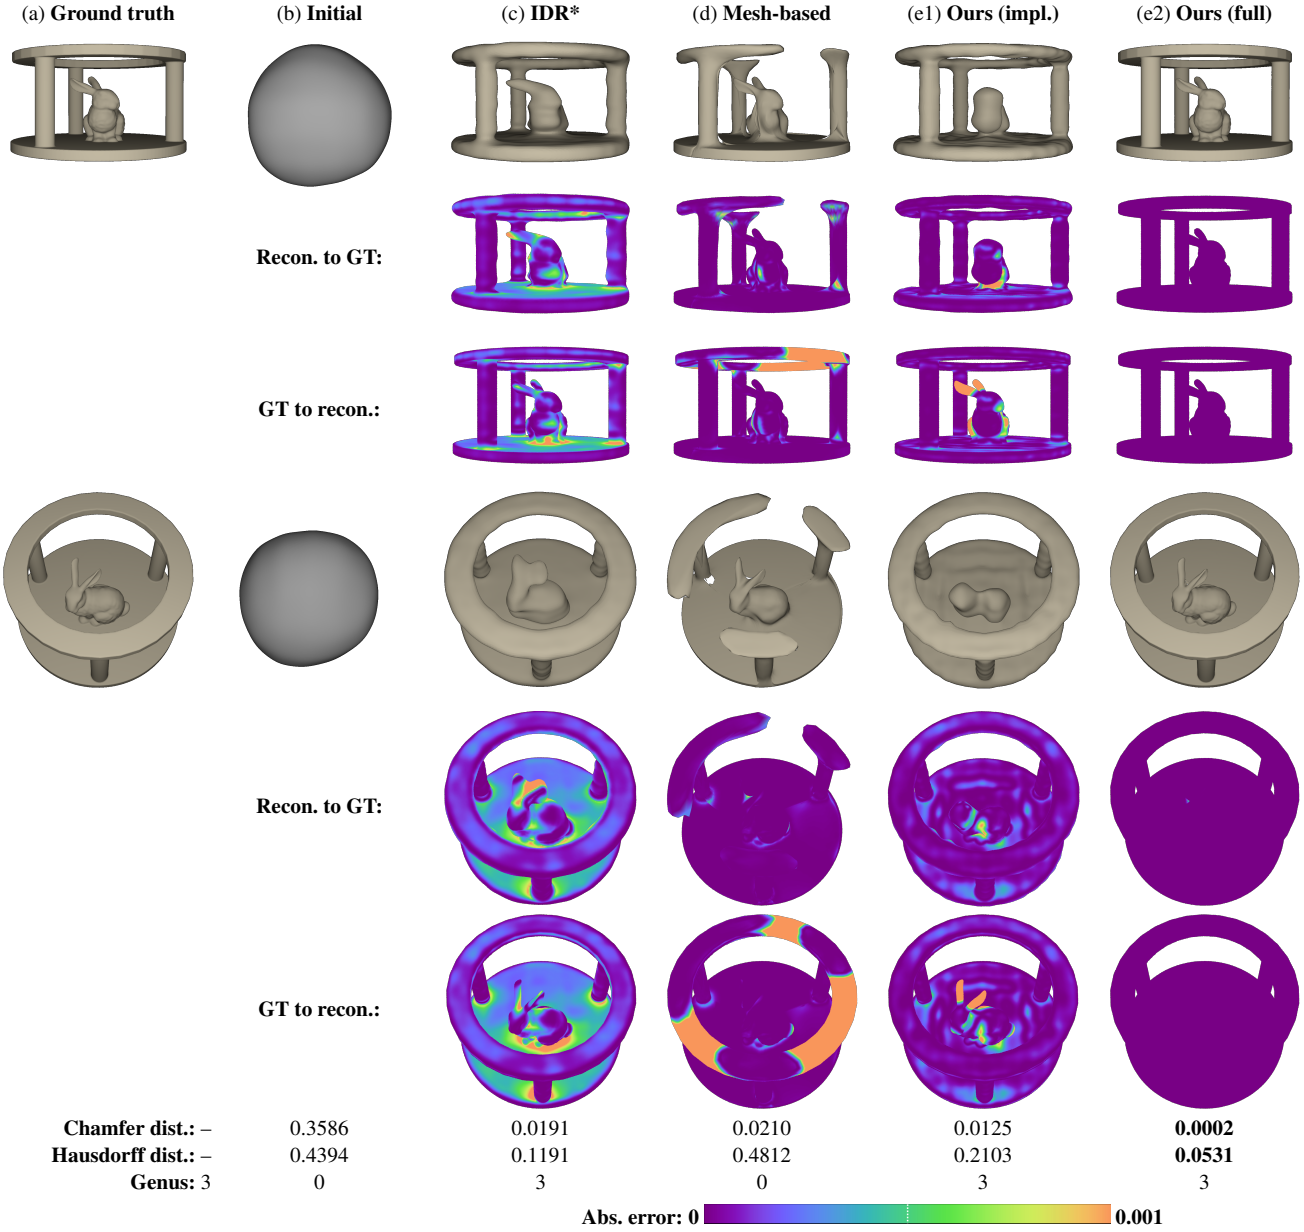 (a) Ground truth (b) Initial (c) IDR* (d) Mesh-based (e1) Ours (impl.) (e2) Ours (full)
Recon. to GT:
GT to recon.:
Recon. to GT:
GT to recon.:
Chamfer dist.: – 0.3586 0.0191 0.0210 0.0125 0.0002
Hausdorff dist.: – 0.4394 0.1191 0.4812 0.2103 0.0531
Genus: 3 0 3 0 3 3
Abs. error: 0 0.001